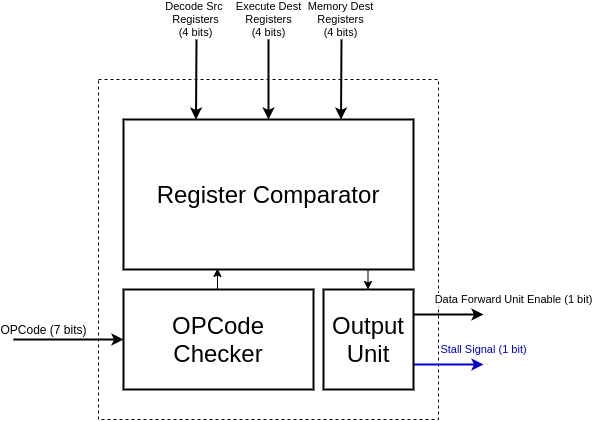 Decode Src
Registers
(4 bits)
Execute Dest
Registers
(4 bits)
Memory Dest
Registers
(4 bits)
Register Comparator
OPCode (7 bits)
OPCode
Checker
Output
Unit
Data Forward Unit Enable (1 bit)
Stall Signal (1 bit)